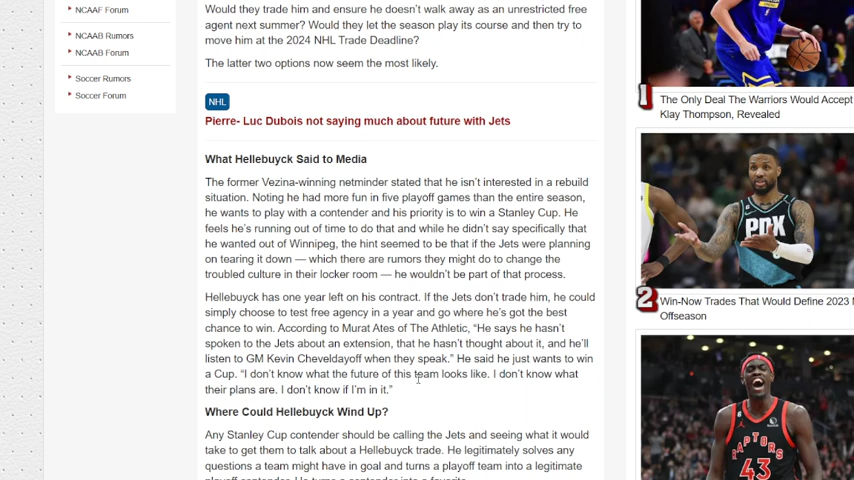 NCAAF Forum
NCAAB Rumors
NCAAB Forum
Soccer Rumors
Soccer Forum
Would they trade him and ensure he doesn't walk away as an unrestricted free
agent next summer? Would they let the season play its course and then try to
move him at the 2024 NHL Trade Deadline?
The latter two options now seem the most likely.
NHL
Pierre- Luc Dubois not saying much about future with Jets
What Hellebuyck Said to Media
The former Vezina-winning netminder stated that he isn't interested in a rebuild
situation. Noting he had more fun in five playoff games than the entire season,
he wants to play with a contender and his priority is to win a Stanley Cup. He
feels he's running out of time to do that and while he didn't say specifically that
he wanted out of Winnipeg, the hint seemed to be that if the Jets were planning
on tearing it down — which there are rumors they might do to change the
troubled culture in their locker room — he wouldn't be part of that process.
Hellebuyck has one year left on his contract. If the Jets don't trade him, he could
simply choose to test free agency in a year and go where he's got the best
chance to win. According to Murat Ates of The Athletic, "He says he hasn't
spoken to the Jets about an extension, that he hasn't thought about it, and he'll
listen to GM Kevin Cheveldayoff when they speak." He said he just wants to win
a Cup. "I don't know what the future of this team looks like. I don't know what
their plans are. I don't know if I'm in it."
Where Could Hellebuyck Wind Up?
Any Stanley Cup contender should be calling the Jets and seeing what it would
take to get them to talk about a Hellebuyck trade. He legitimately solves any
questions a team might have in goal and turns a playoff team into a legitimate
playoff contender. He turns a contender into a favorite.
1
The Only Deal The Warriors Would Accept
Klay Thompson, Revealed
PDX
2
Win-Now Trades That Would Define 2023
Offseason
RAPTORS
43